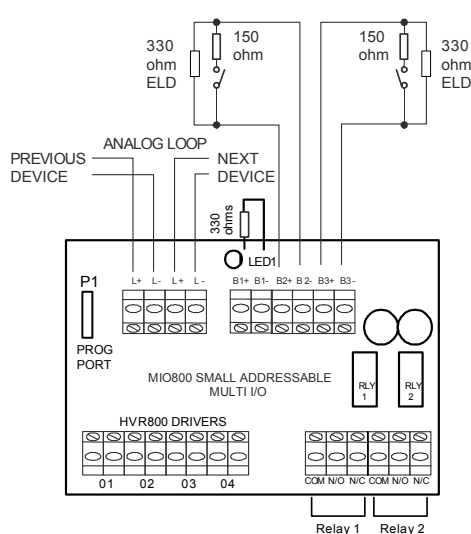 330 ohm ELD
150 ohm
150 ohm
330 ohm ELD
ANALOG LOOP
PREVIOUS DEVICE
NEXT DEVICE
330 ohms
LED1
P1
L+ L- L+ L-
B1+ B1- B2+ B2- B3+ B3-
PROG PORT
MIO800 SMALL ADDRESSABLE
MULTI I/O
RLY 1
RLY 2
HVR800 DRIVERS
01 02 03 04
COM N/O N/C COM N/O N/C
Relay 1 Relay 2